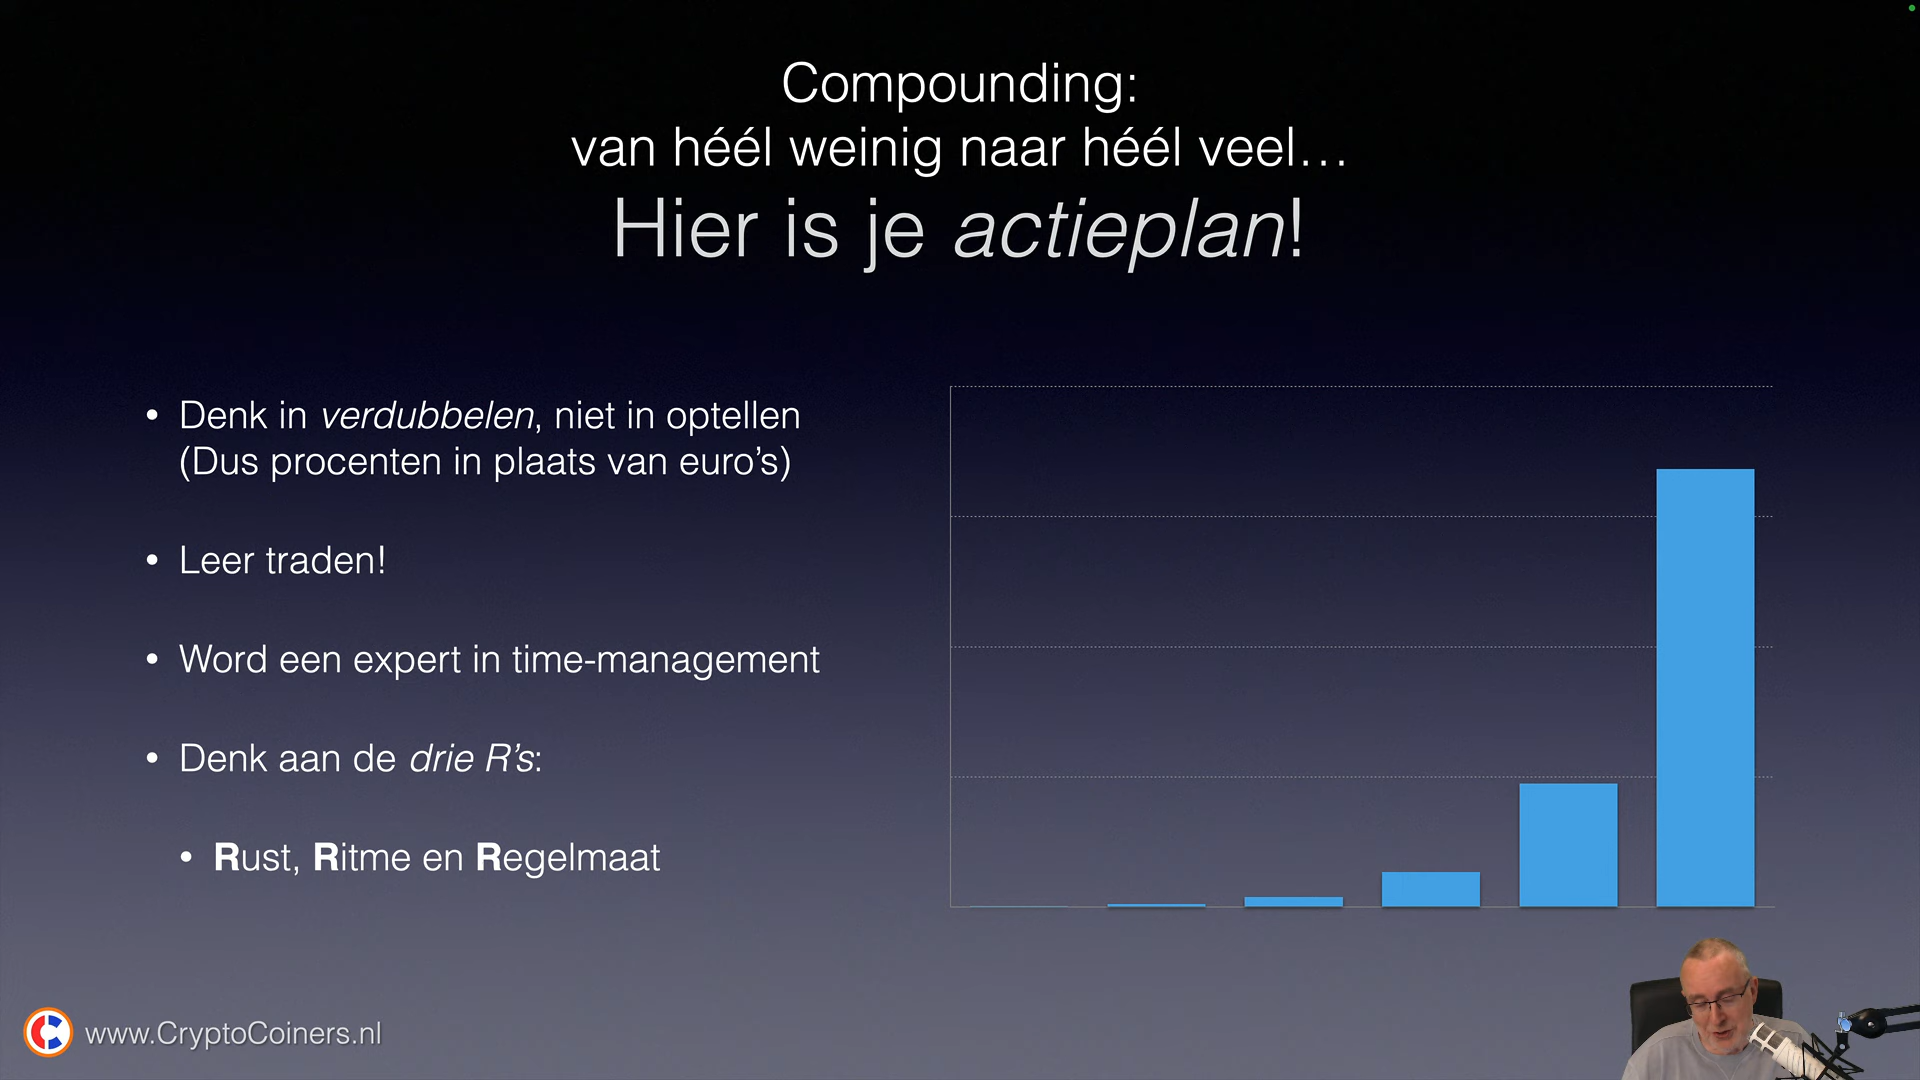 Compounding:
van héél weinig naar héél veel…
Hier is je actieplan!
• Denk in verdubbelen, niet in optellen
(Dus procenten in plaats van euro’s)
• Leer traden!
• Word een expert in time-management
• Denk aan de drie R’s:
• Rust, Ritme en Regelmaat
www.CryptoCoiners.nl